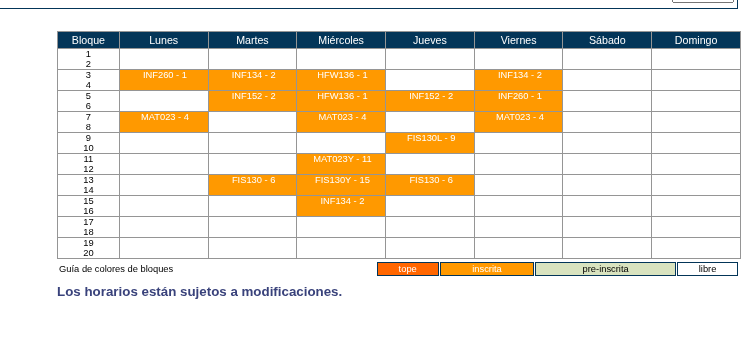 Bloque Lunes Martes Miércoles Jueves Viernes Sábado Domingo
1
2
3 INF260 - 1 INF134 - 2 HFW136 - 1 INF134 - 2
4
5 INF152 - 2 HFW136 - 1 INF152 - 2 INF260 - 1
6
7 MAT023 - 4 MAT023 - 4 MAT023 - 4
8
9 FIS130L - 9
10
11 MAT023Y - 11
12
13 FIS130 - 6 FIS130Y - 15 FIS130 - 6
14
15 INF134 - 2
16
17
18
19
20
Guía de colores de bloques tope inscrita pre-inscrita libre
Los horarios están sujetos a modificaciones.